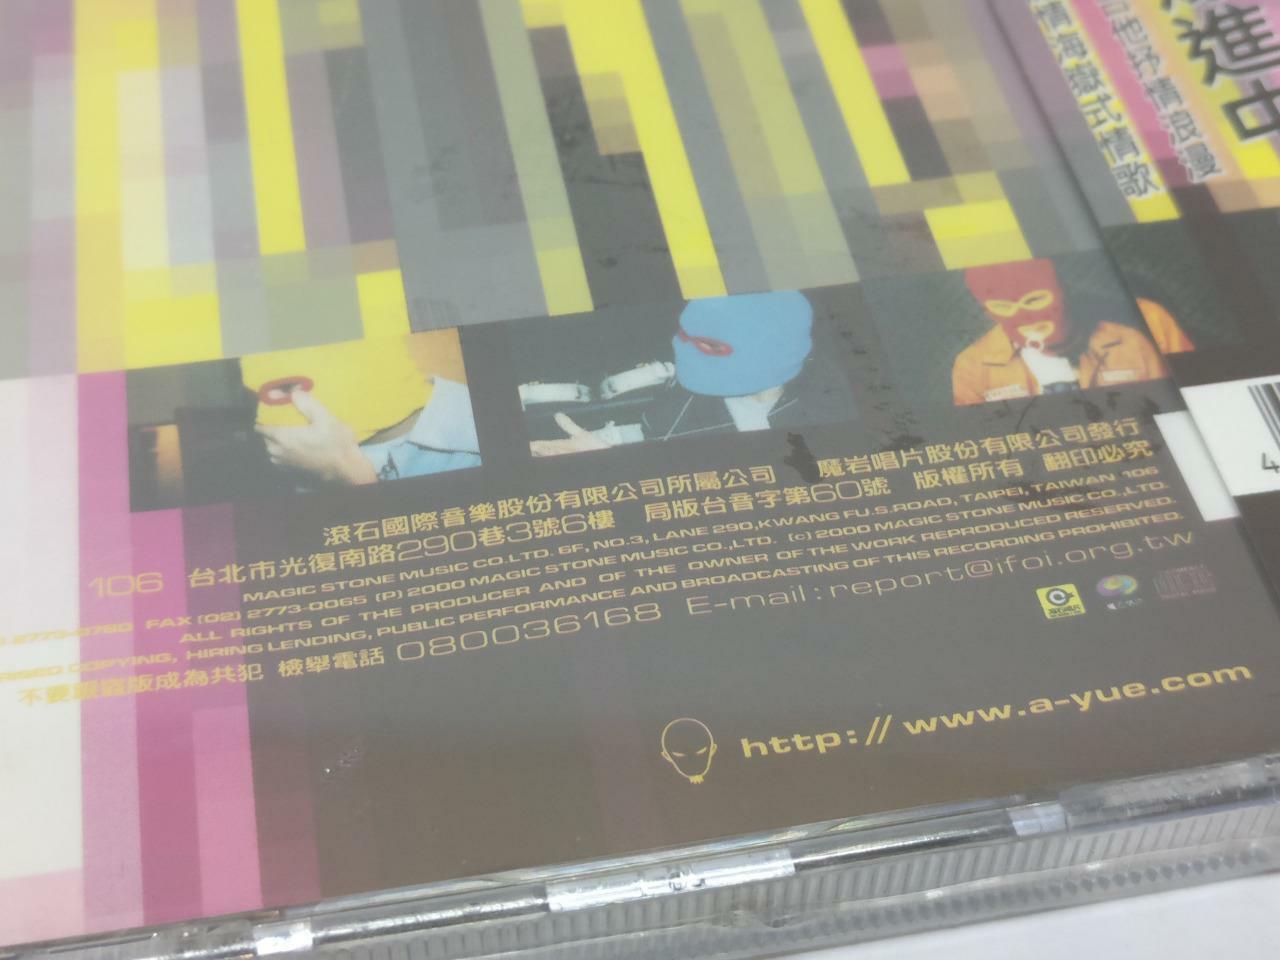 進中
吉他抒情浪漫
情海嶽式情歌
滾石國際音樂股份有限公司所屬公司 魔岩唱片股份有限公司發行
106 台北市光復南路290巷3號6樓 局版台音字第60號 版權所有 翻印必究
MAGIC STONE MUSIC CO.LTD. 6F, NO.3, LANE 290,KWANG FU.S.ROAD, TAIPEI, TAIWAN 106
2773-0760 FAX (02) 2773-0065 (P) 2000 MAGIC STONE MUSIC CO.,LTD. (c) 2000 MAGIC STONE MUSIC CO.,LTD.
ALL RIGHTS OF THE PRODUCER AND OF THE OWNER OF THE WORK REPRODUCED RESERVED.
COPYING, HIRING LENDING, PUBLIC PERFORMANCE AND BROADCASTING OF THIS RECORDING PROHIBITED.
不要跟盜版成為共犯 檢舉電話 080036168 E-mail:report@ifoi.org.tw
http://www.a-yue.com
4